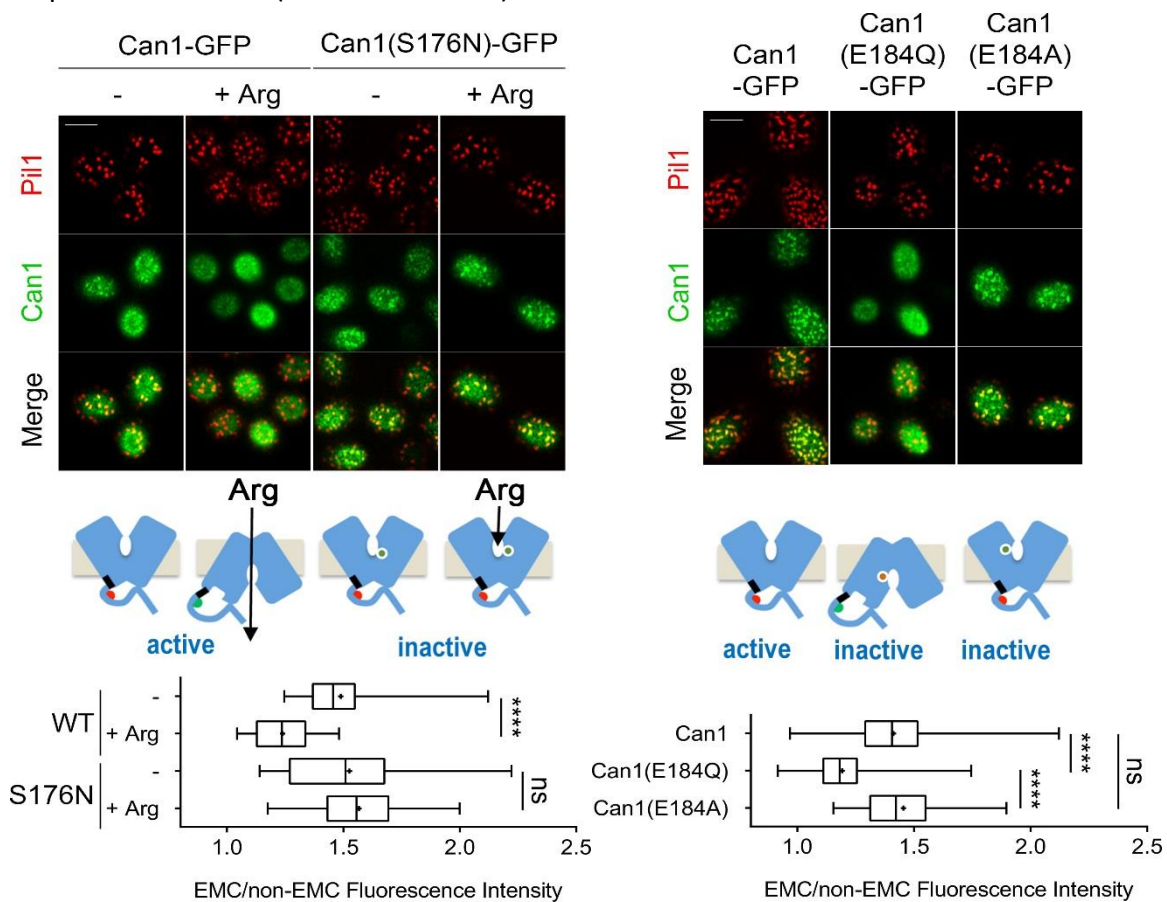 Can1-GFP
Can1(S176N)-GFP
-
+ Arg
-
+ Arg
Pil1
Can1
Merge
Arg
Arg
active
inactive
WT
-
+ Arg
S176N
-
+ Arg
****
ns
1.0
1.5
2.0
2.5
EMC/non-EMC Fluorescence Intensity
Can1
-GFP
Can1
(E184Q)
-GFP
Can1
(E184A)
-GFP
Pil1
Can1
Merge
active
inactive
inactive
Can1
Can1(E184Q)
Can1(E184A)
****
****
ns
1.0
1.5
2.0
2.5
EMC/non-EMC Fluorescence Intensity